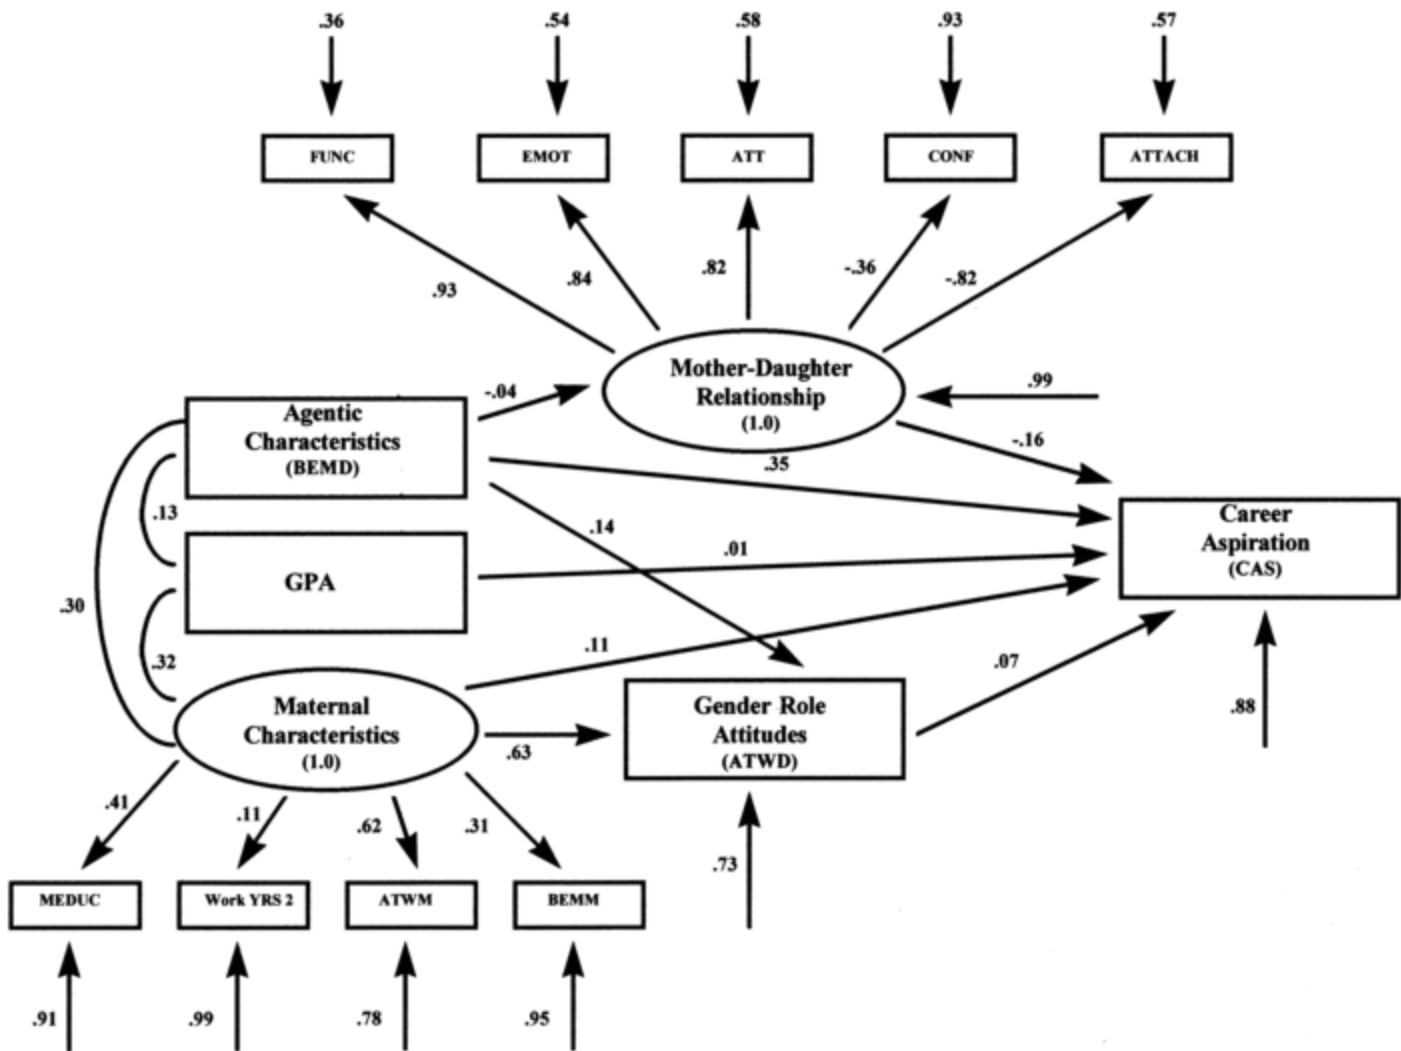 .36
.54
.58
.93
.57
FUNC
EMOT
ATT
CONF
ATTACH
.93
.84
.82
-.36
-.82
Mother-Daughter
Relationship
(1.0)
.99
-.04
-.16
Agentic
Characteristics
(BEMD)
.35
.13
.14
Career
Aspiration
(CAS)
GPA
.01
.30
.32
.11
.07
Maternal
Characteristics
(1.0)
.63
Gender Role
Attitudes
(ATWD)
.88
.41
.11
.62
.31
.73
MEDUC
Work YRS 2
ATWM
BEMM
.91
.99
.78
.95